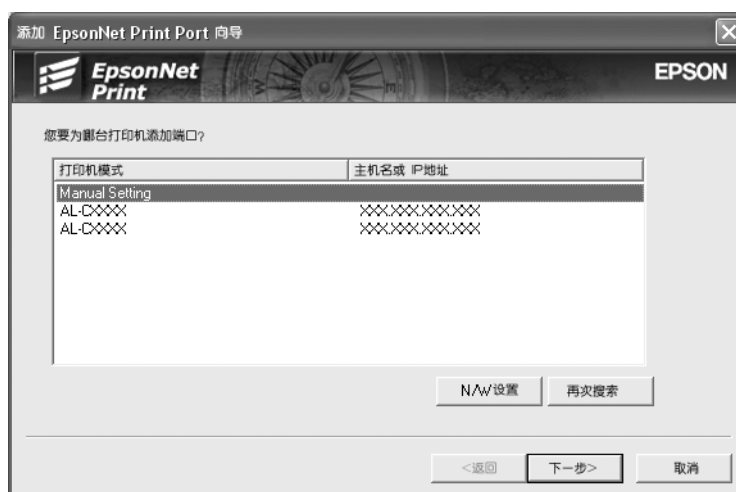 添加 EpsonNet Print Port 向导
EpsonNet
Print
EPSON
您要为哪台打印机添加端口?
打印机模式 主机名或 IP地址
Manual Setting
AL-CXXXX XXX.XXX.XXX.XXX
AL-CXXXX XXX.XXX.XXX.XXX
N/W设置 再次搜索
<返回 下一步> 取消